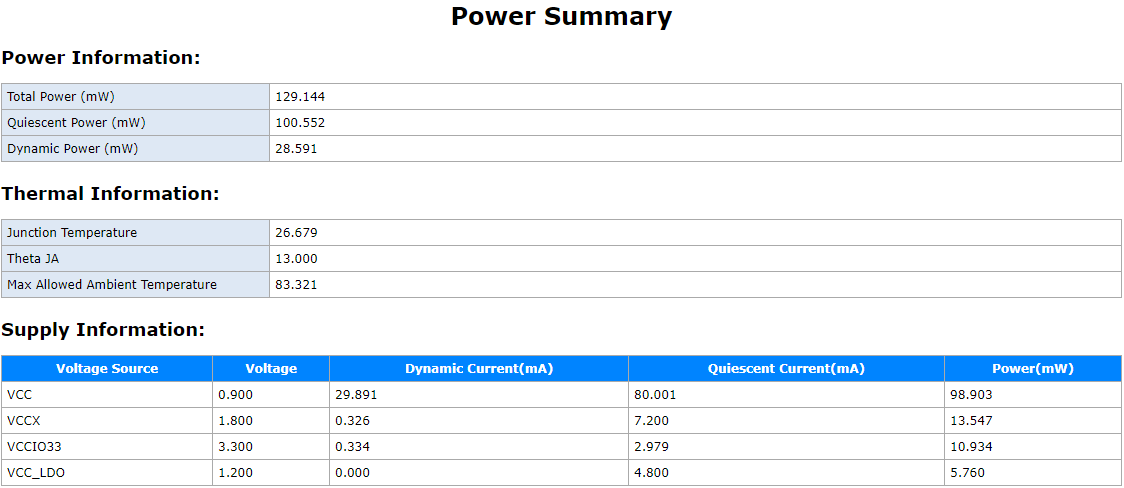 Power Summary
Power Information:
Total Power (mW) 129.144
Quiescent Power (mW) 100.552
Dynamic Power (mW) 28.591
Thermal Information:
Junction Temperature 26.679
Theta JA 13.000
Max Allowed Ambient Temperature 83.321
Supply Information:
Voltage Source Voltage Dynamic Current(mA) Quiescent Current(mA) Power(mW)
VCC 0.900 29.891 80.001 98.903
VCCX 1.800 0.326 7.200 13.547
VCCIO33 3.300 0.334 2.979 10.934
VCC_LDO 1.200 0.000 4.800 5.760